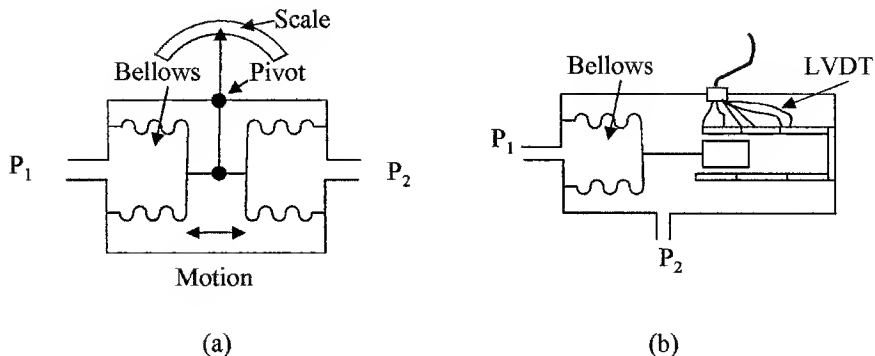 Scale
Bellows
Pivot
P₁
P₂
Motion
(a)
Bellows
LVDT
P₁
P₂
(b)